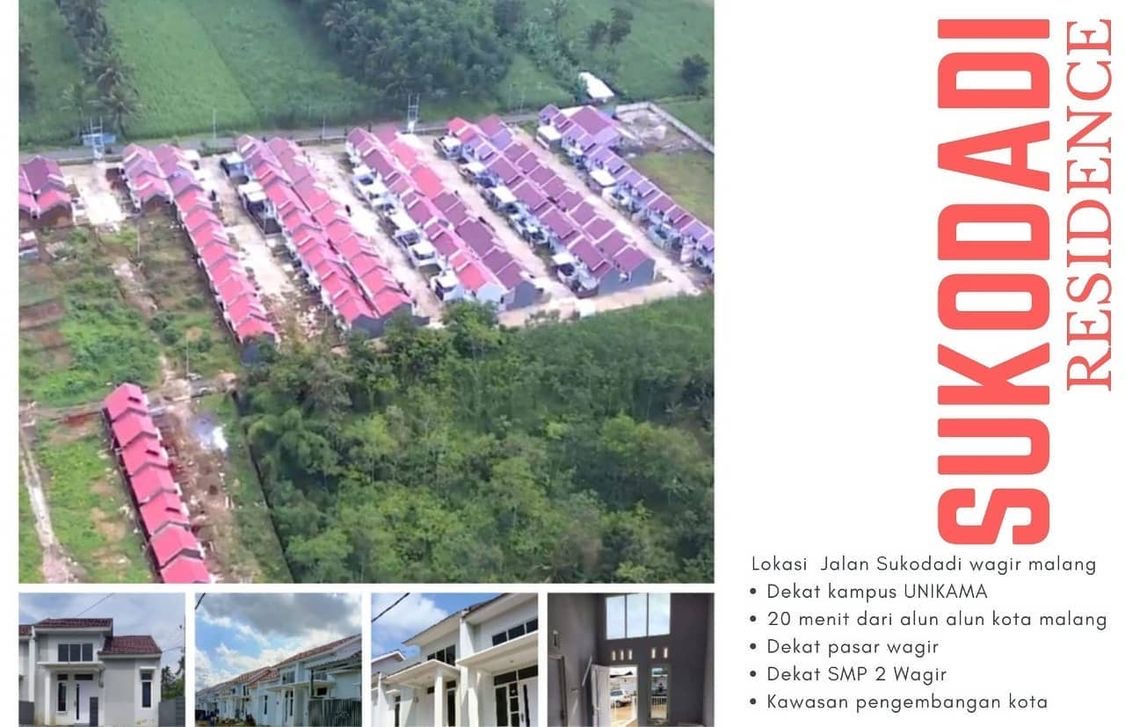 SUKODADI
RESIDENCE
Lokasi Jalan Sukodadi wagir malang
• Dekat kampus UNIKAMA
• 20 menit dari alun alun kota malang
• Dekat pasar wagir
• Dekat SMP 2 Wagir
• Kawasan pengembangan kota